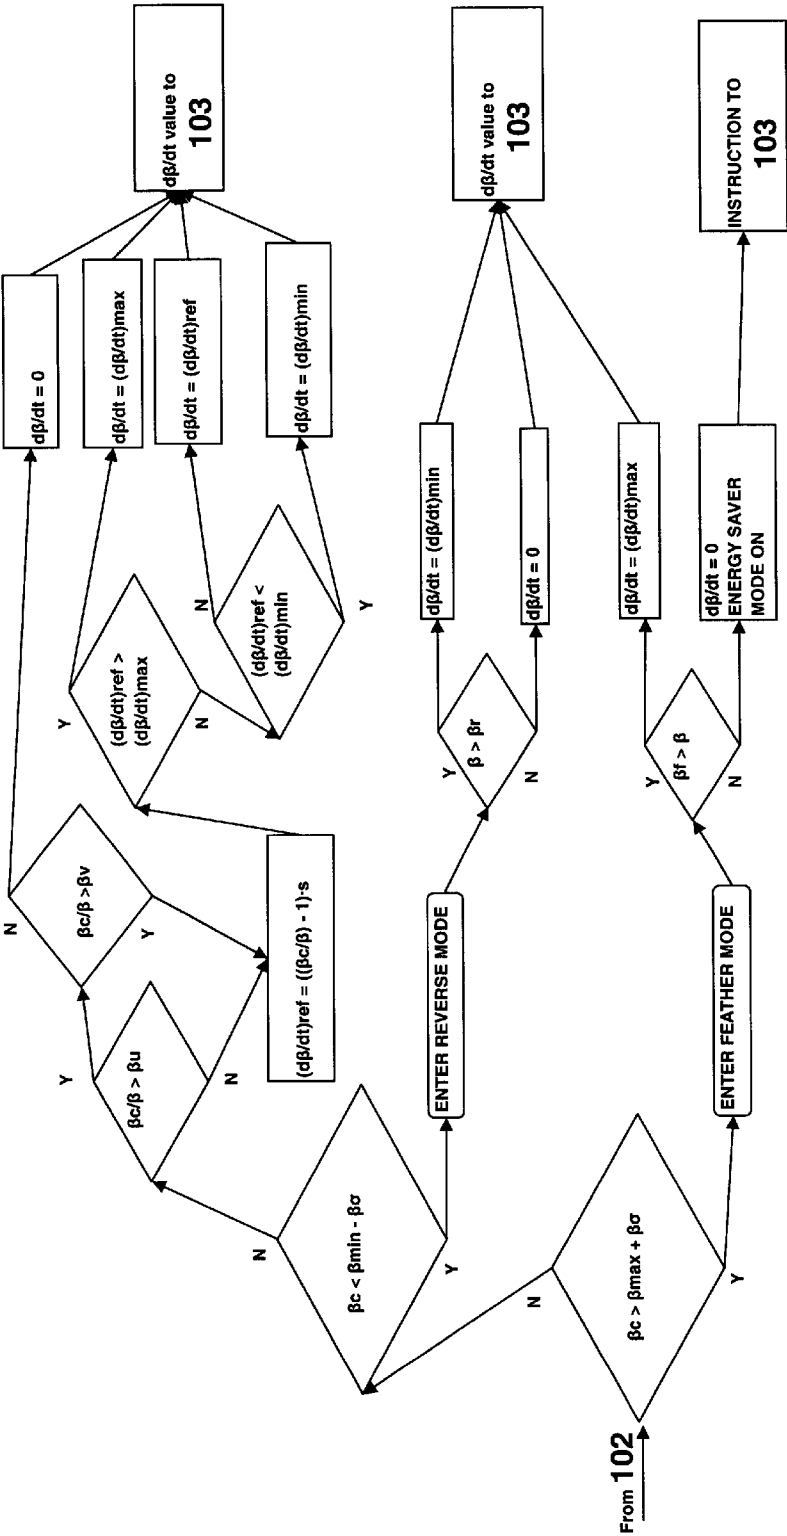 From 102
βc > βmax + βσ
N
Y
βc < βmin - βσ
N
Y
βc/β > βu
Y
N
βc/β >βv
N
Y
(dβ/dt)ref = ((βc/β) - 1)·s
(dβ/dt)ref >
(dβ/dt)max
Y
N
(dβ/dt)ref <
(dβ/dt)min
N
Y
dβ/dt = 0
dβ/dt = (dβ/dt)max
dβ/dt = (dβ/dt)ref
dβ/dt = (dβ/dt)min
dβ/dt value to
103
ENTER REVERSE MODE
β > βr
Y
N
dβ/dt = (dβ/dt)min
dβ/dt = 0
dβ/dt value to
103
ENTER FEATHER MODE
βf > β
Y
N
dβ/dt = (dβ/dt)max
dβ/dt = 0
ENERGY SAVER
MODE ON
INSTRUCTION TO
103